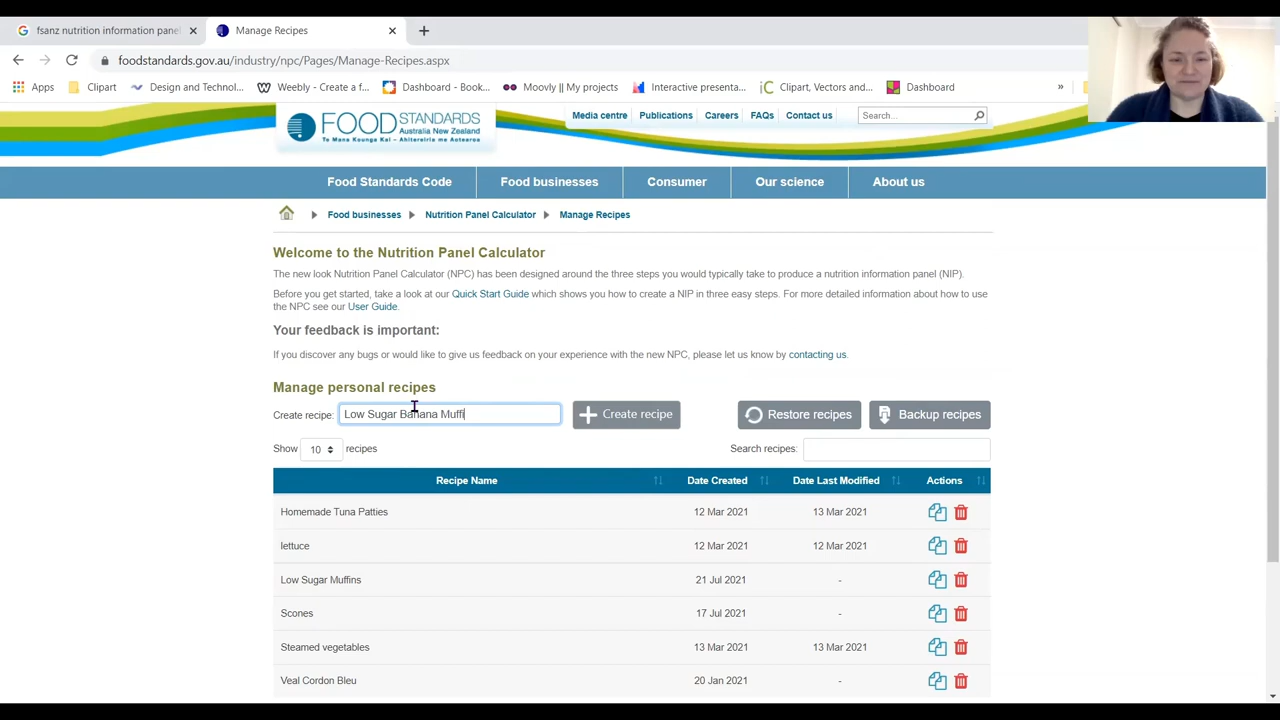 fsanz nutrition information panel
Manage Recipes
foodstandards.gov.au/industry/npc/Pages/Manage-Recipes.aspx
Apps
Clipart
Design and Technol...
Weebly - Create a f...
Dashboard - Book...
Moovly || My projects
Interactive presenta...
Clipart, Vectors and...
Dashboard
»
FOOD STANDARDS
Australia New Zealand
Te Mana Kounga Kai – Ahitereiria me Aotearoa
Media centre
Publications
Careers
FAQs
Contact us
Search...
Food Standards Code
Food businesses
Consumer
Our science
About us
Food businesses
Nutrition Panel Calculator
Manage Recipes
Welcome to the Nutrition Panel Calculator
The new look Nutrition Panel Calculator (NPC) has been designed around the three steps you would typically take to produce a nutrition information panel (NIP).
Before you get started, take a look at our Quick Start Guide which shows you how to create a NIP in three easy steps. For more detailed information about how to use
the NPC see our User Guide.
Your feedback is important:
If you discover any bugs or would like to give us feedback on your experience with the new NPC, please let us know by contacting us.
Manage personal recipes
Create recipe: Low Sugar Banana Muffi
Create recipe
Restore recipes
Backup recipes
Show 10 recipes
Search recipes:
Recipe Name Date Created Date Last Modified Actions
Homemade Tuna Patties 12 Mar 2021 13 Mar 2021
lettuce 12 Mar 2021 12 Mar 2021
Low Sugar Muffins 21 Jul 2021 -
Scones 17 Jul 2021 -
Steamed vegetables 13 Mar 2021 13 Mar 2021
Veal Cordon Bleu 20 Jan 2021 -